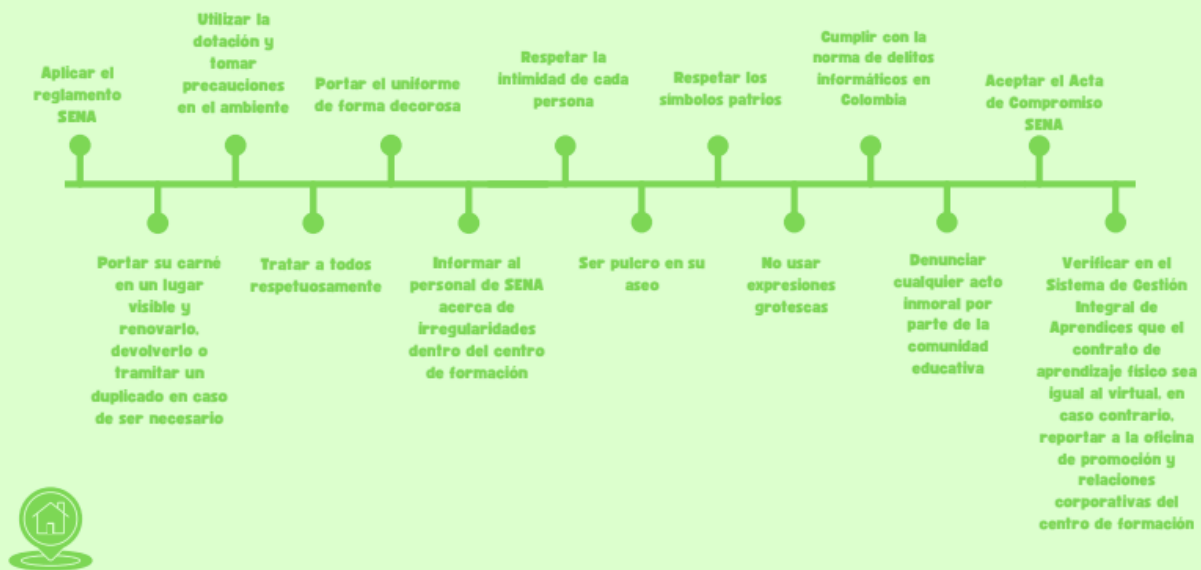 Aplicar el
reglamento
SENA
Portar su carné
en un lugar
visible y
renovarlo,
devolverlo o
tramitar un
duplicado en caso
de ser necesario
Utilizar la
dotación y
tomar
precauciones
en el ambiente
Tratar a todos
respetuosamente
Portar el uniforme
de forma decorosa
Informar al
personal de SENA
acerca de
irregularidades
dentro del centro
de formación
Respetar la
intimidad de cada
persona
Ser pulcro en su
aseo
Respetar los
símbolos patrios
No usar
expresiones
grotescas
Cumplir con la
norma de delitos
informáticos en
Colombia
Denunciar
cualquier acto
inmoral por
parte de la
comunidad
educativa
Aceptar el Acta
de Compromiso
SENA
Verificar en el
Sistema de Gestión
Integral de
Aprendices que el
contrato de
aprendizaje físico sea
igual al virtual, en
caso contrario,
reportar a la oficina
de promoción y
relaciones
corporativas del
centro de formación